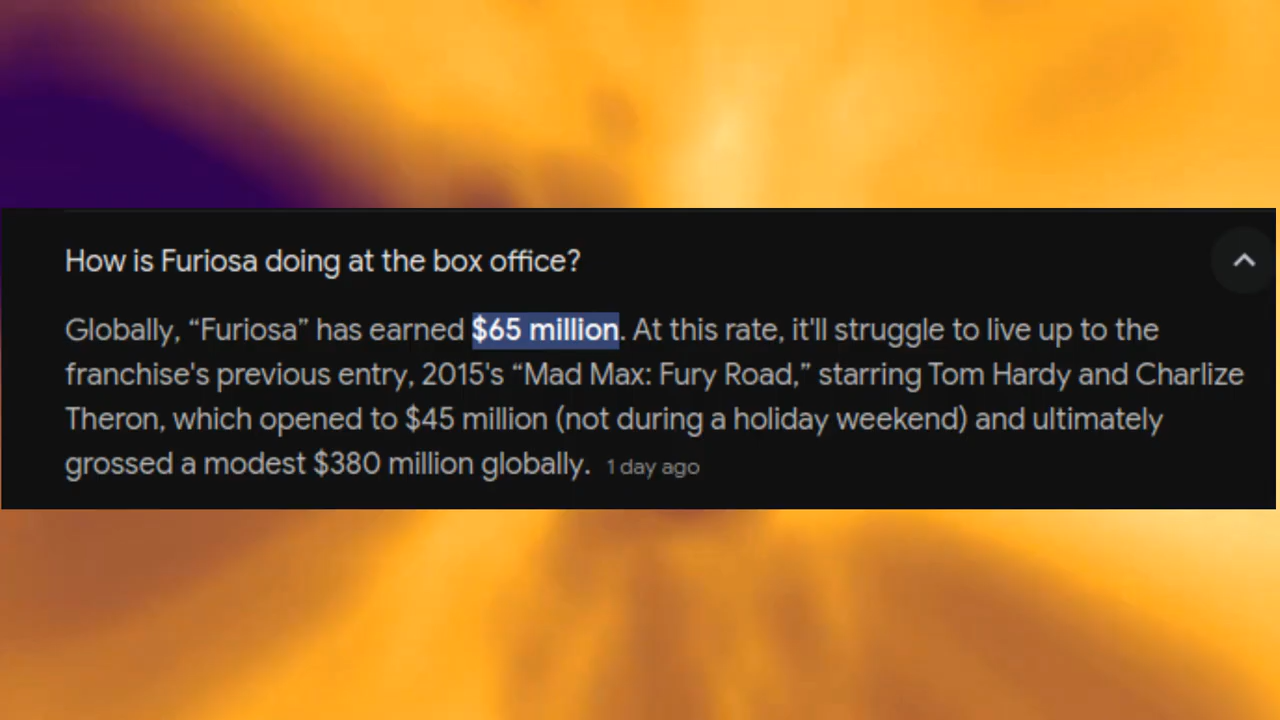 How is Furiosa doing at the box office?
Globally, “Furiosa” has earned $65 million. At this rate, it'll struggle to live up to the
franchise's previous entry, 2015's “Mad Max: Fury Road,” starring Tom Hardy and Charlize
Theron, which opened to $45 million (not during a holiday weekend) and ultimately
grossed a modest $380 million globally. 1 day ago